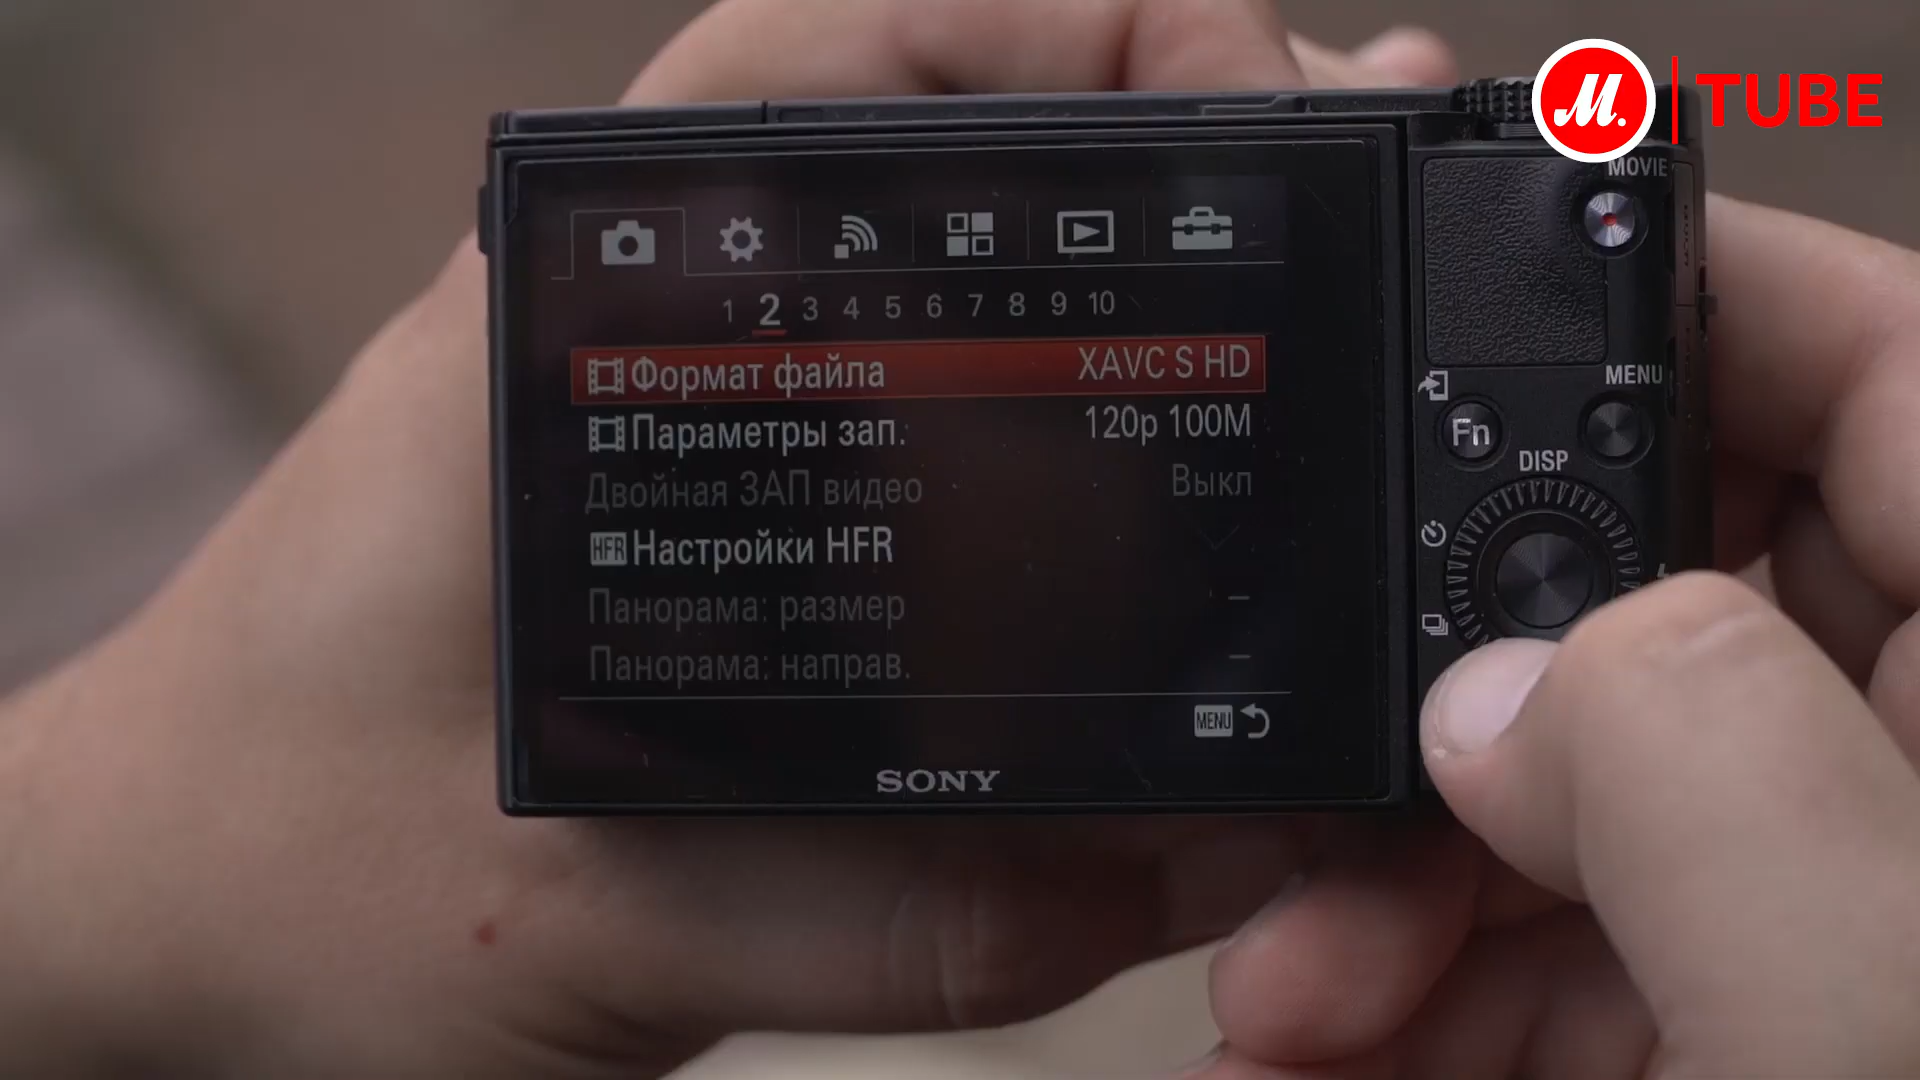 M. TUBE
MOVIE
1 2 3 4 5 6 7 8 9 10
Формат файла XAVC S HD
Параметры зап. 120p 100M
Двойная ЗАП видео Выкл
HFR Настройки HFR
Панорама: размер –
Панорама: направ. –
MENU
SONY
MENU
Fn
DISP